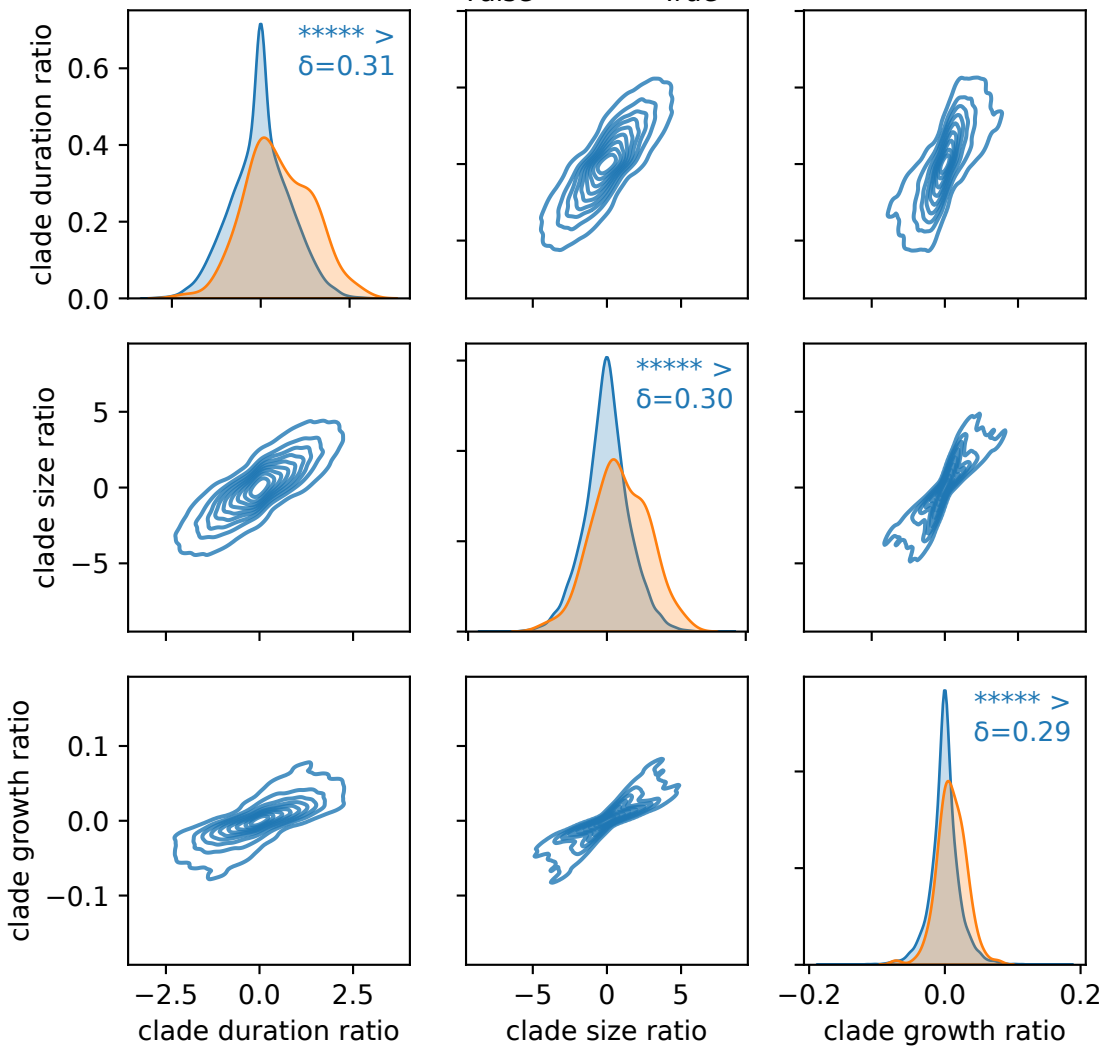 clade duration ratio
0.6
0.4
0.2
0.0
***** >
δ=0.31
clade size ratio
5
0
−5
***** >
δ=0.30
clade growth ratio
0.1
0.0
−0.1
***** >
δ=0.29
−2.5 0.0 2.5
−5 0 5
−0.2 0.0 0.2
clade duration ratio
clade size ratio
clade growth ratio